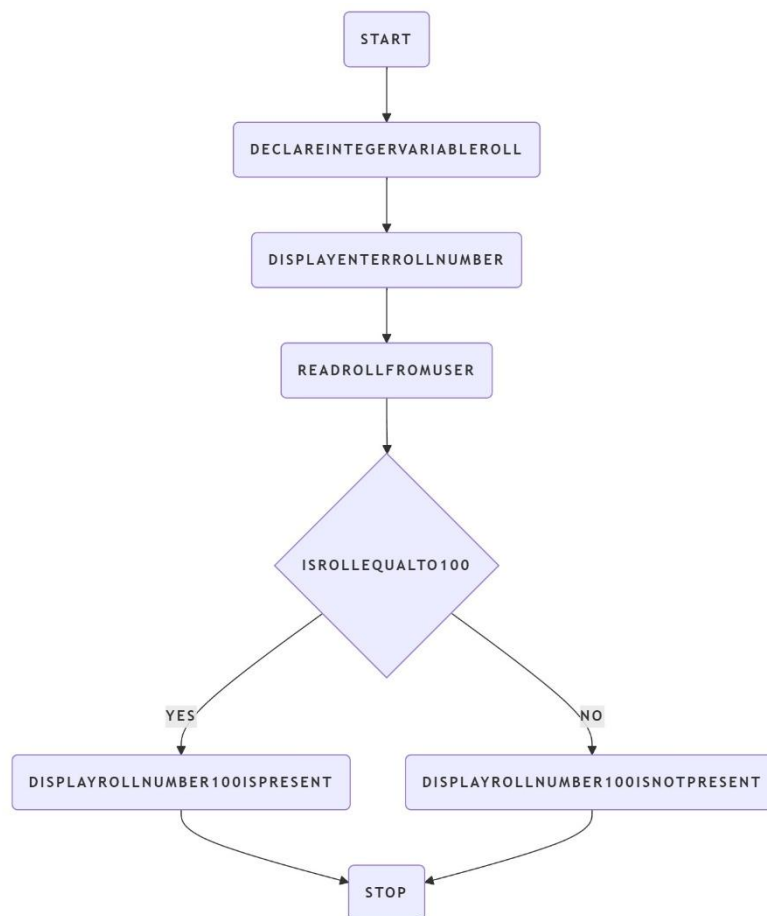 START
DECLAREINTEGERVARIABLEROLL
DISPLAYENTERROLLNUMBER
READROLLFROMUSER
ISROLLEQUALTO100
YES
NO
DISPLAYROLLNUMBER100ISPRESENT
DISPLAYROLLNUMBER100ISNOTPRESENT
STOP